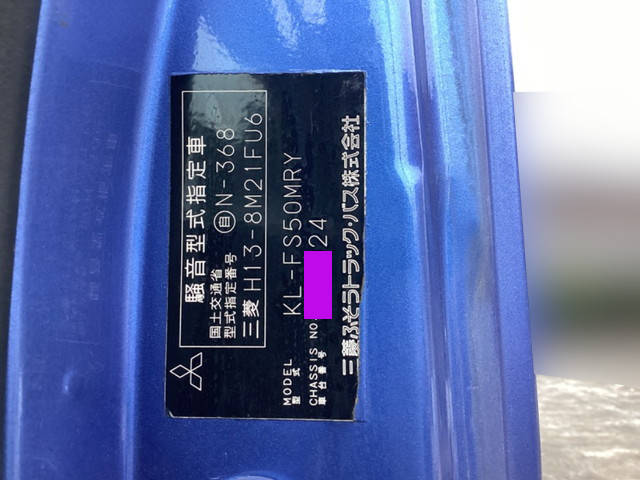 騒音型式指定車
国土交通省
型式指定番号
自 N-368
三菱 H13-8M21FU6
MODEL
型式
KL-FS50MRY
CHASSIS NO.
車台番号
24
三菱ふそうトラック・バス株式会社